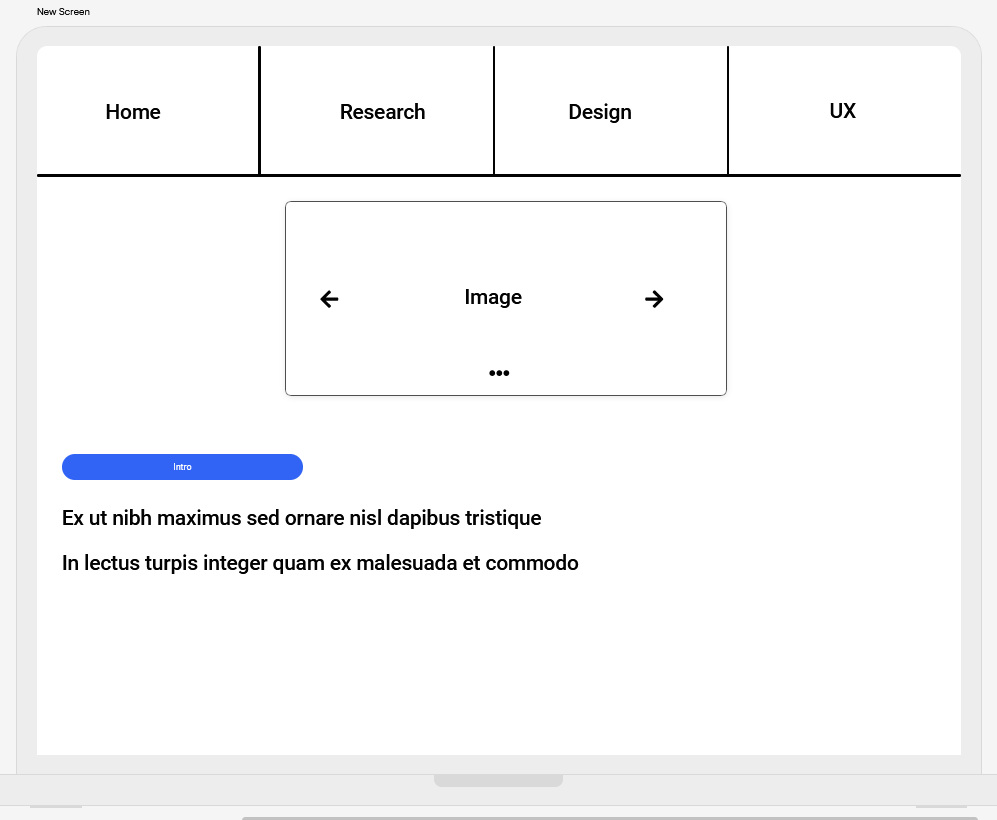 New Screen
Home Research Design UX
Image
Intro
Ex ut nibh maximus sed ornare nisl dapibus tristique
In lectus turpis integer quam ex malesuada et commodo